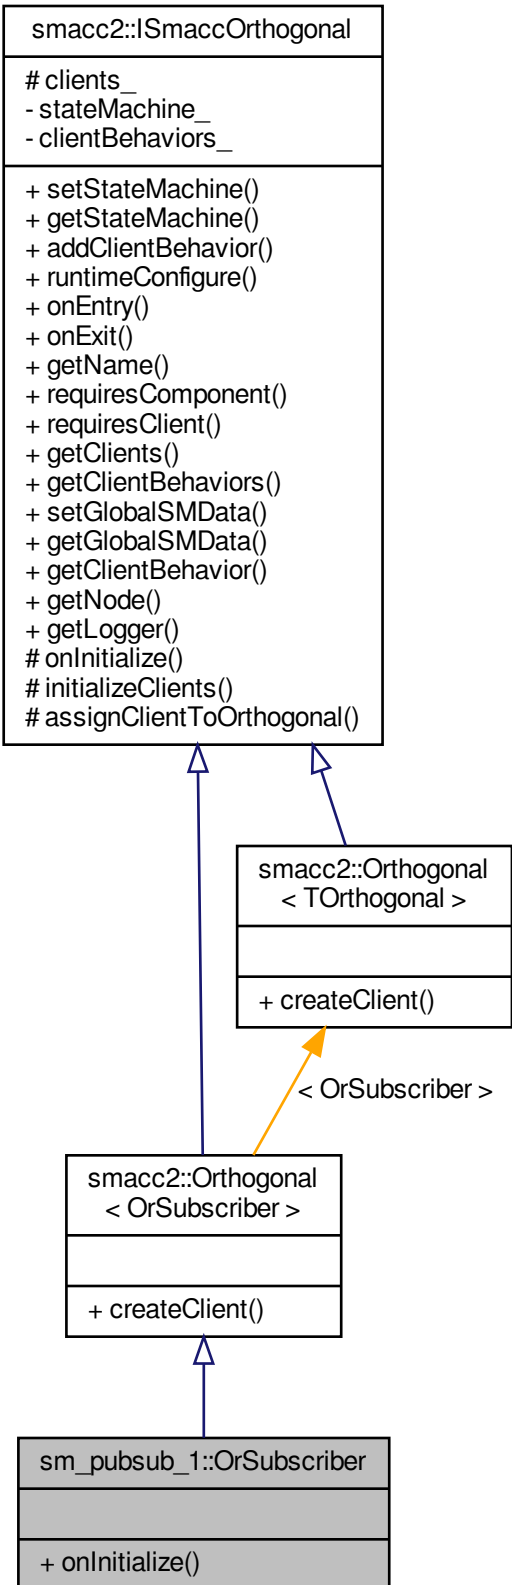 smacc2::ISmaccOrthogonal
# clients_
- stateMachine_
- clientBehaviors_
+ setStateMachine()
+ getStateMachine()
+ addClientBehavior()
+ runtimeConfigure()
+ onEntry()
+ onExit()
+ getName()
+ requiresComponent()
+ requiresClient()
+ getClients()
+ getClientBehaviors()
+ setGlobalSMData()
+ getGlobalSMData()
+ getClientBehavior()
+ getNode()
+ getLogger()
# onInitialize()
# initializeClients()
# assignClientToOrthogonal()
smacc2::Orthogonal
< TOrthogonal >
+ createClient()
< OrSubscriber >
smacc2::Orthogonal
< OrSubscriber >
+ createClient()
sm_pubsub_1::OrSubscriber
+ onInitialize()